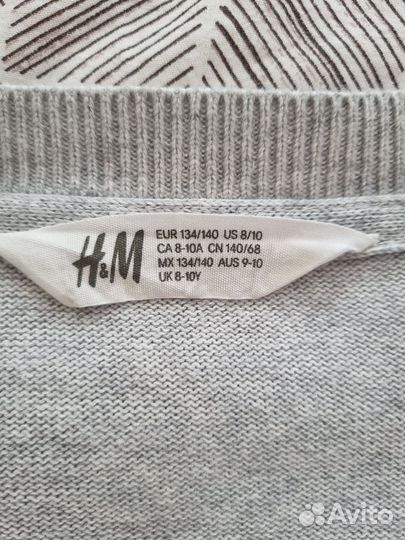 H&M
EUR 134/140 US 8/10
CA 8-10A CN 140/68
MX 134/140 AUS 9-10
UK 8-10Y
Avito